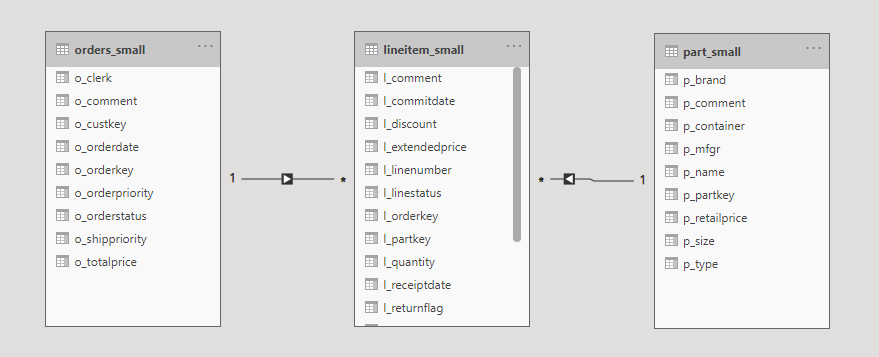 orders_small
o_clerk
o_comment
o_custkey
o_orderdate
o_orderkey
o_orderpriority
o_orderstatus
o_shippriority
o_totalprice
1
*
lineitem_small
l_comment
l_commitdate
l_discount
l_extendedprice
l_linenumber
l_linestatus
l_orderkey
l_partkey
l_quantity
l_receiptdate
l_returnflag
*
1
part_small
p_brand
p_comment
p_container
p_mfgr
p_name
p_partkey
p_retailprice
p_size
p_type